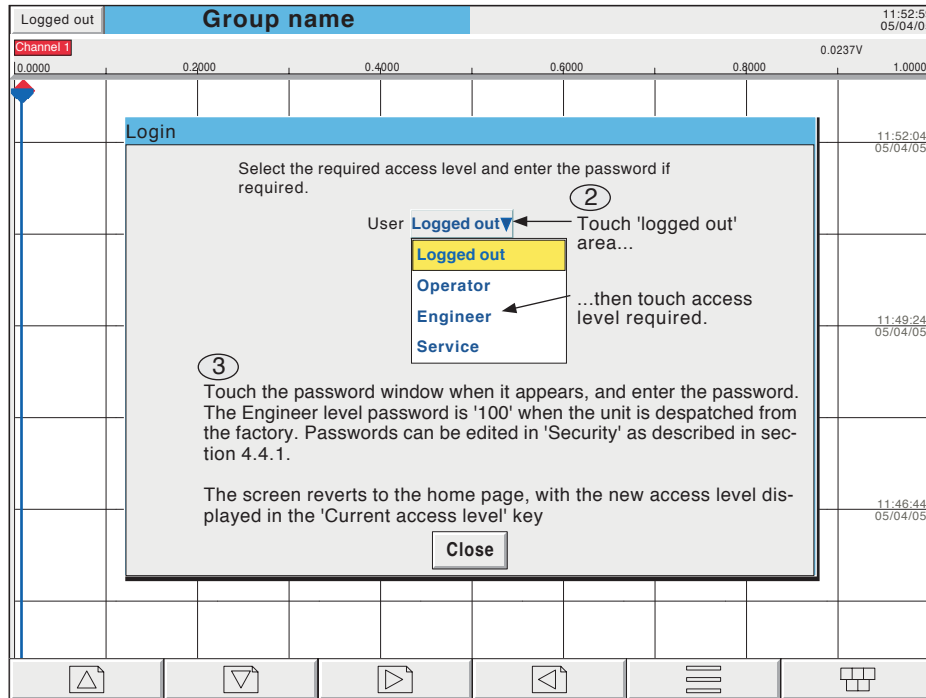 Logged out
Group name
11:52:5
05/04/0
Channel 1
0.0237V
0.0000 0.2000 0.4000 0.6000 0.8000 1.0000
Login
11:52:04
05/04/05
Select the required access level and enter the password if
required.
2
User Logged out
Touch 'logged out'
area...
Logged out
Operator
Engineer
Service
...then touch access
level required.
11:49:24
05/04/05
3
Touch the password window when it appears, and enter the password.
The Engineer level password is '100' when the unit is despatched from
the factory. Passwords can be edited in 'Security' as described in sec-
tion 4.4.1.
The screen reverts to the home page, with the new access level dis-
played in the 'Current access level' key
11:46:44
05/04/05
Close